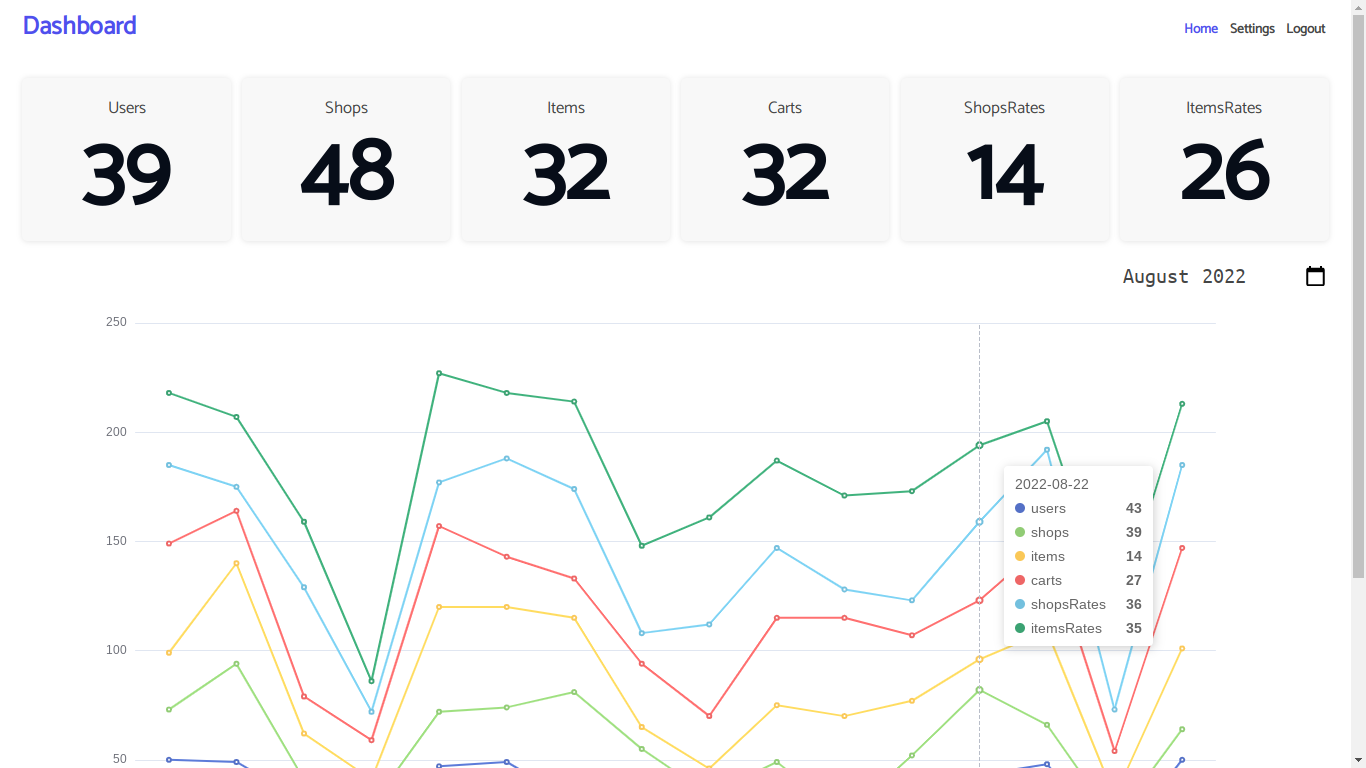 Dashboard
Home Settings Logout
Users Shops Items Carts ShopsRates ItemsRates
39 48 32 32 14 26
August 2022
250
200
150
100
50
2022-08-22
users 43
shops 39
items 14
carts 27
shopsRates 36
itemsRates 35